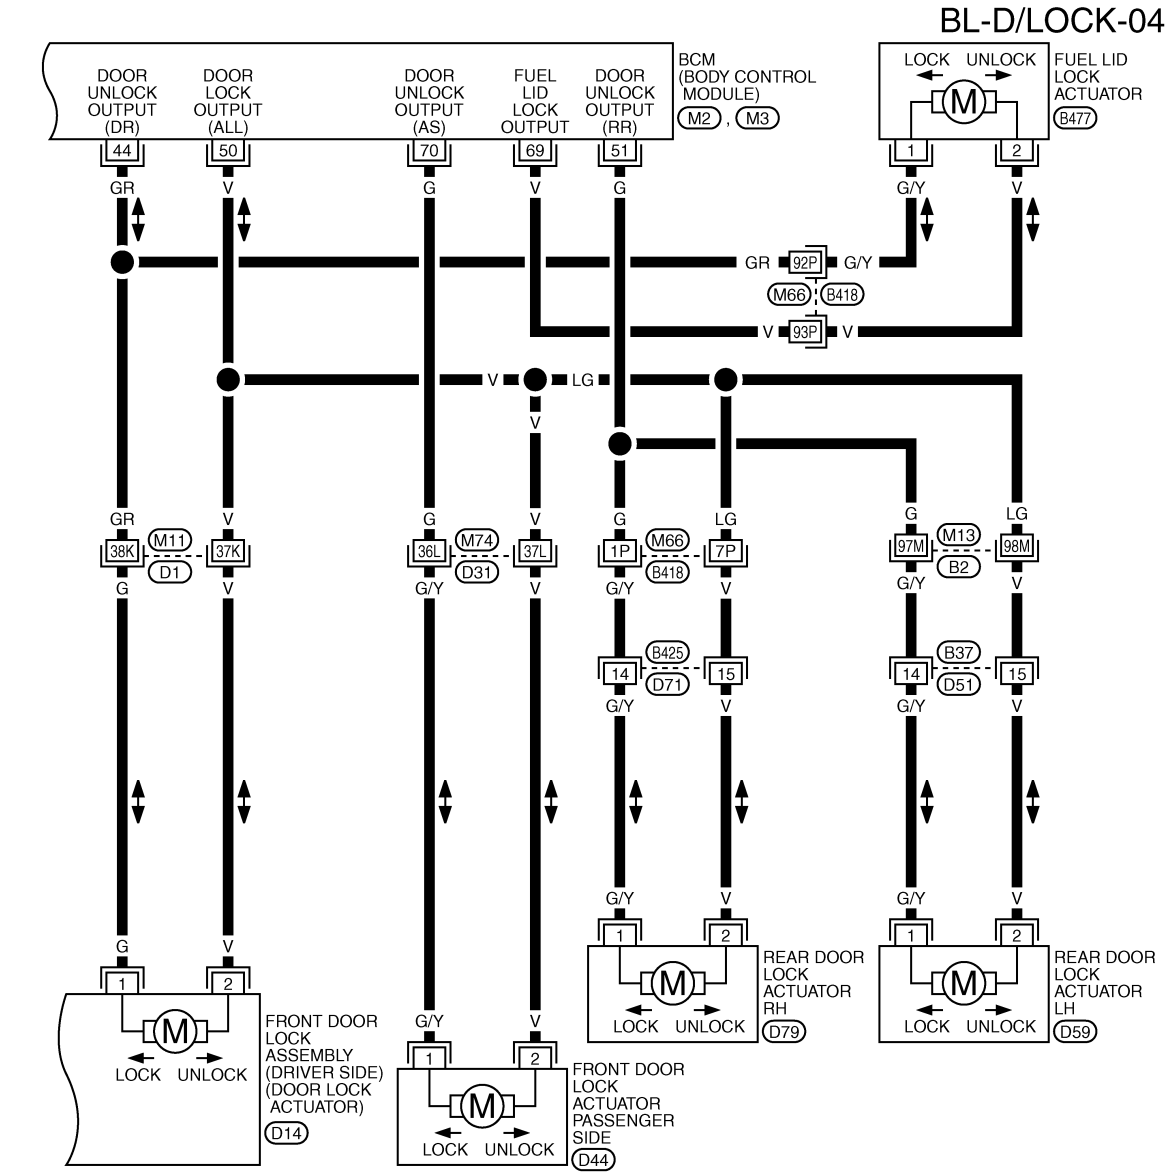 BL-D/LOCK-04
DOOR
UNLOCK
OUTPUT
(DR)
DOOR
LOCK
OUTPUT
(ALL)
DOOR
UNLOCK
OUTPUT
(AS)
FUEL
LID
LOCK
OUTPUT
DOOR
UNLOCK
OUTPUT
(RR)
BCM
(BODY CONTROL
MODULE)
M2 , M3
LOCK UNLOCK
M
FUEL LID
LOCK
ACTUATOR
B477
44 50 70 69 51 1 2
GR V G V G G/Y V
GR 92P G/Y
M66 B418
V 93P V
V LG
V
GR V G V G LG G LG
38K M11 37K 36L M74 37L 1P M66 7P 97M M13 98M
D1 D31 B418 B2
G V G/Y V G/Y V G/Y V
B425 B37
14 15 14 15
D71 D51
G/Y V G/Y V
G/Y V G/Y V
1 2 1 2
G V
1 2
M
LOCK UNLOCK
REAR DOOR
LOCK
ACTUATOR
RH
D79
M
LOCK UNLOCK
REAR DOOR
LOCK
ACTUATOR
LH
D59
M
LOCK UNLOCK
FRONT DOOR
LOCK
ASSEMBLY
(DRIVER SIDE)
(DOOR LOCK
ACTUATOR)
D14
G/Y V
1 2
M
LOCK UNLOCK
FRONT DOOR
LOCK
ACTUATOR
PASSENGER
SIDE
D44